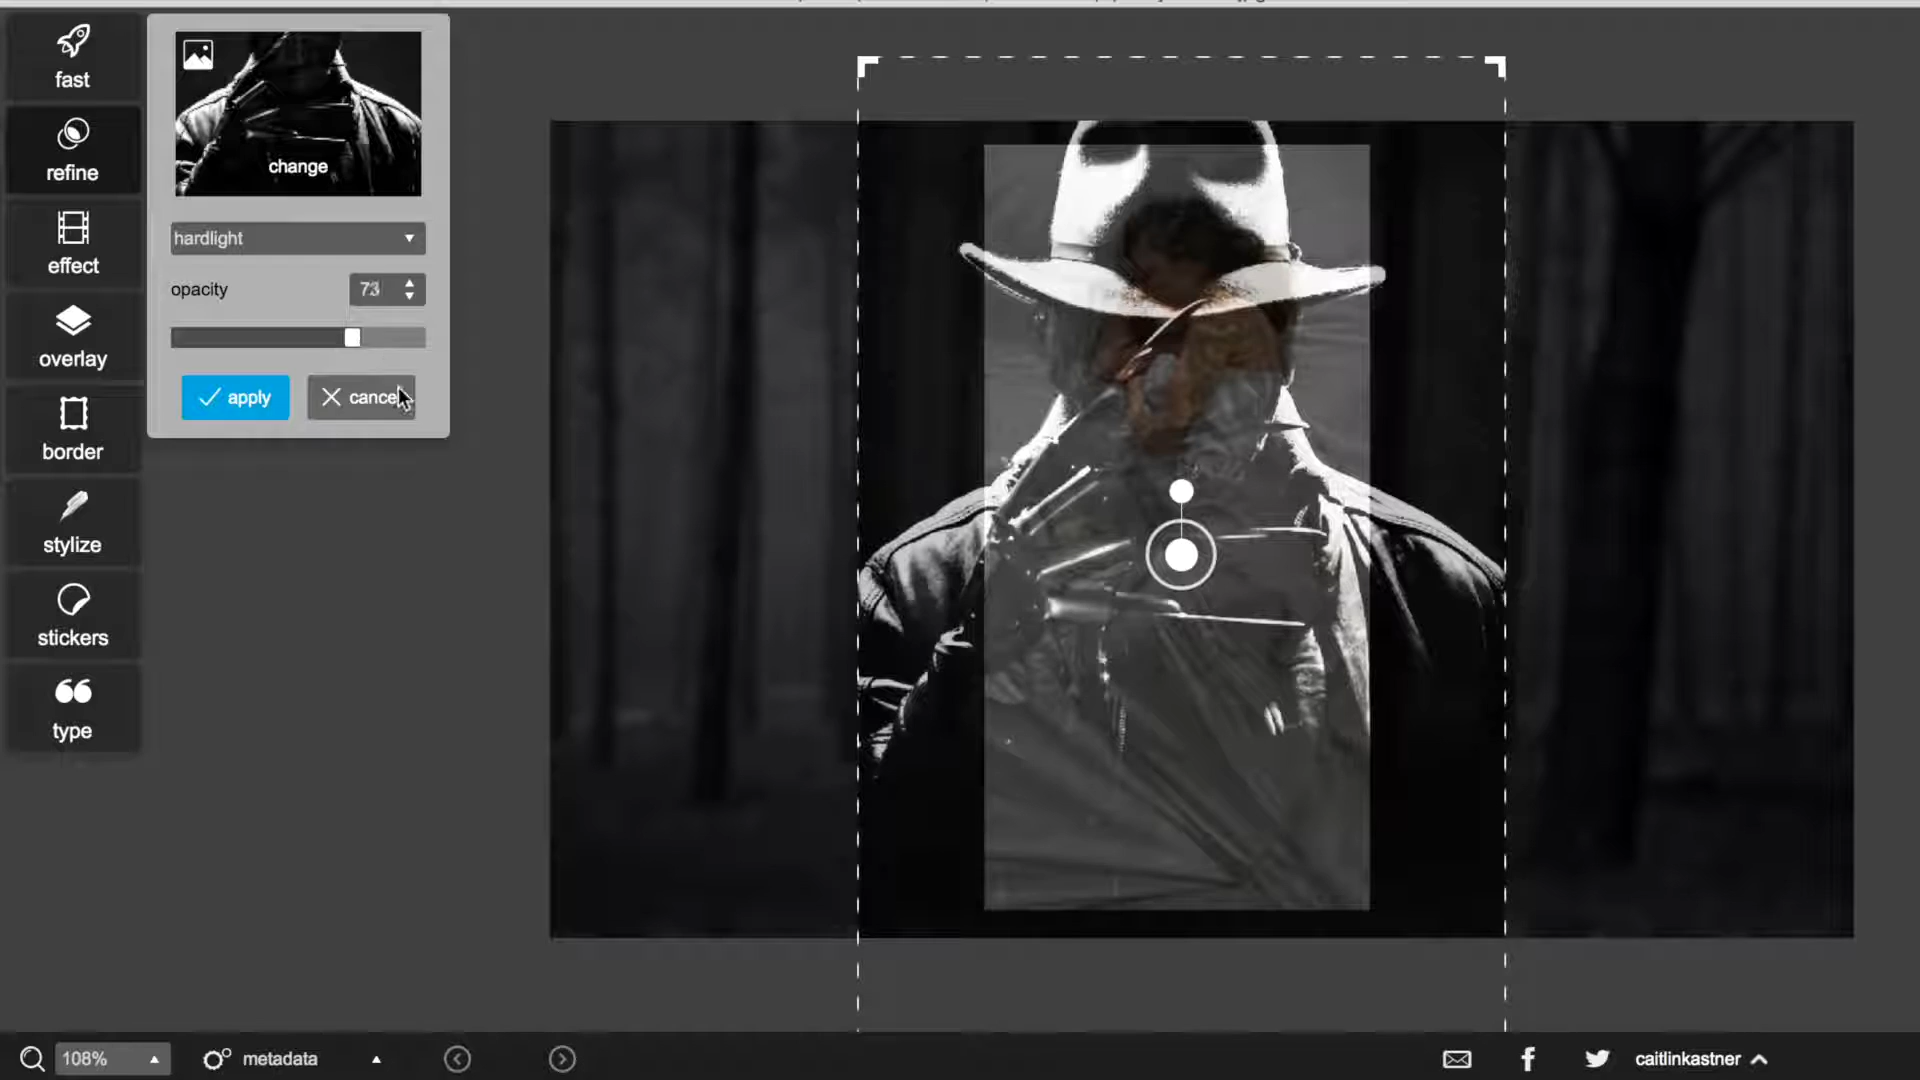 fast
refine
effect
overlay
border
stylize
stickers
type
change
hardlight
opacity
73
apply
cancel
108%
metadata
caitlinkastner